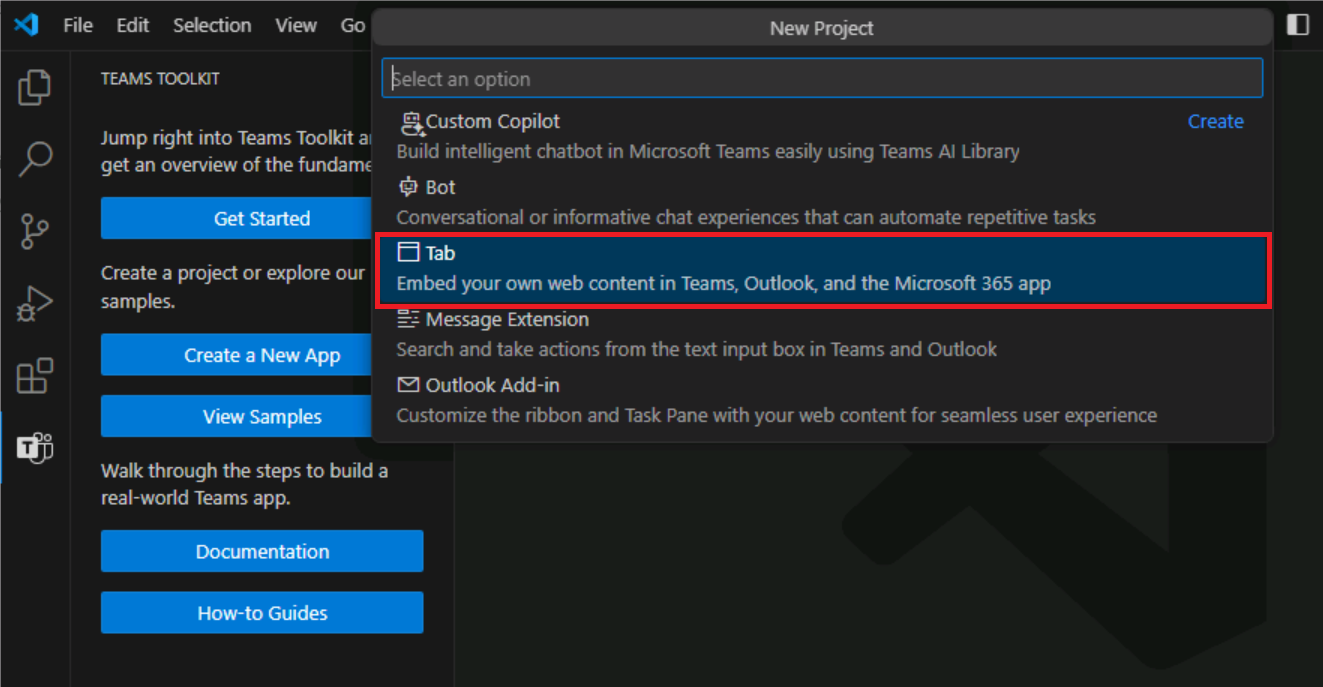 File Edit Selection View Go
New Project
Select an option
Custom Copilot Create
Build intelligent chatbot in Microsoft Teams easily using Teams AI Library
Bot
Conversational or informative chat experiences that can automate repetitive tasks
Tab
Embed your own web content in Teams, Outlook, and the Microsoft 365 app
Message Extension
Search and take actions from the text input box in Teams and Outlook
Outlook Add-in
Customize the ribbon and Task Pane with your web content for seamless user experience
TEAMS TOOLKIT
Jump right into Teams Toolkit
get an overview of the
Get Started
Create a project or explore our
samples.
Create a New App
View Samples
Walk through the steps to build a
real-world Teams app.
Documentation
How-to Guides